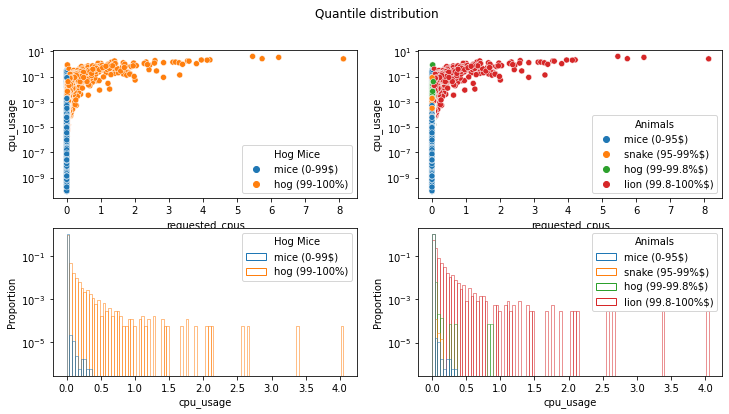 Quantile distribution
cpu_usage
10^1
10^-1
10^-3
10^-5
10^-7
10^-9
Hog Mice
mice (0-99$)
hog (99-100%)
0 1 2 3 4 5 6 7 8
requested_cpus
cpu_usage
10^1
10^-1
10^-3
10^-5
10^-7
10^-9
Animals
mice (0-95$)
snake (95-99%$)
hog (99-99.8%$)
lion (99.8-100%$)
0 1 2 3 4 5 6 7 8
requested_cpus
Proportion
10^-1
10^-3
10^-5
Hog Mice
mice (0-99$)
hog (99-100%)
0.0 0.5 1.0 1.5 2.0 2.5 3.0 3.5 4.0
cpu_usage
Proportion
10^-1
10^-3
10^-5
Animals
mice (0-95$)
snake (95-99%$)
hog (99-99.8%$)
lion (99.8-100%$)
0.0 0.5 1.0 1.5 2.0 2.5 3.0 3.5 4.0
cpu_usage